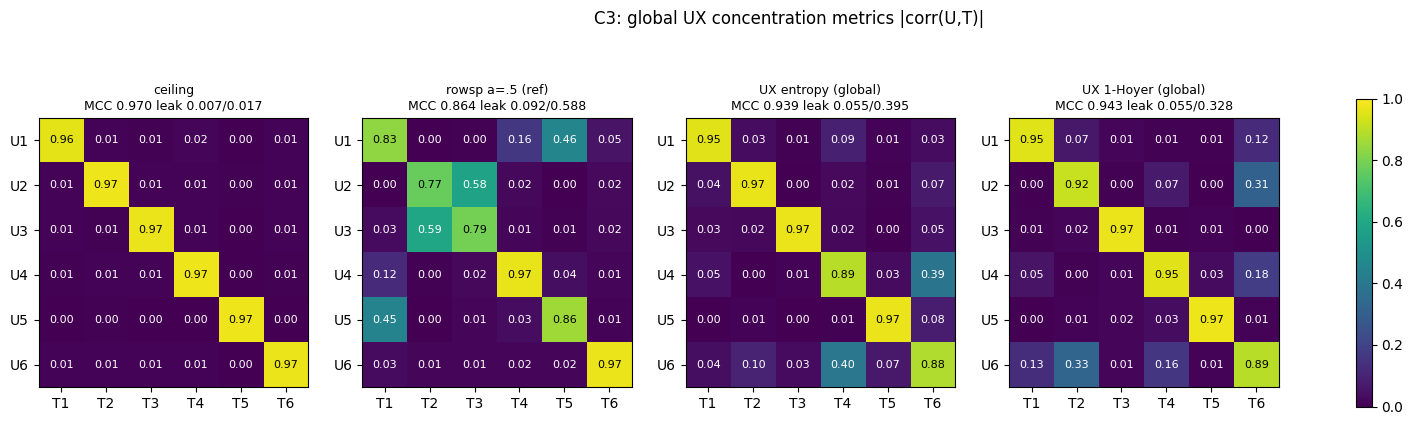 C3: global UX concentration metrics |corr(U,T)|
ceiling
MCC 0.970 leak 0.007/0.017
U1 0.96 0.01 0.01 0.02 0.00 0.01
U2 0.01 0.97 0.01 0.01 0.00 0.01
U3 0.01 0.01 0.97 0.01 0.00 0.01
U4 0.01 0.01 0.01 0.97 0.00 0.01
U5 0.00 0.00 0.00 0.00 0.97 0.00
U6 0.01 0.01 0.01 0.01 0.00 0.97
T1 T2 T3 T4 T5 T6
rowsp a=.5 (ref)
MCC 0.864 leak 0.092/0.588
U1 0.83 0.00 0.00 0.16 0.46 0.05
U2 0.00 0.77 0.58 0.02 0.00 0.02
U3 0.03 0.59 0.79 0.01 0.01 0.02
U4 0.12 0.00 0.02 0.97 0.04 0.01
U5 0.45 0.00 0.01 0.03 0.86 0.01
U6 0.03 0.01 0.01 0.02 0.02 0.97
T1 T2 T3 T4 T5 T6
UX entropy (global)
MCC 0.939 leak 0.055/0.395
U1 0.95 0.03 0.01 0.09 0.01 0.03
U2 0.04 0.97 0.00 0.02 0.01 0.07
U3 0.03 0.02 0.97 0.02 0.00 0.05
U4 0.05 0.00 0.01 0.89 0.03 0.39
U5 0.00 0.01 0.00 0.01 0.97 0.08
U6 0.04 0.10 0.03 0.40 0.07 0.88
T1 T2 T3 T4 T5 T6
UX 1-Hoyer (global)
MCC 0.943 leak 0.055/0.328
U1 0.95 0.07 0.01 0.01 0.01 0.12
U2 0.00 0.92 0.00 0.07 0.00 0.31
U3 0.01 0.02 0.97 0.01 0.01 0.00
U4 0.05 0.00 0.01 0.95 0.03 0.18
U5 0.00 0.01 0.02 0.03 0.97 0.01
U6 0.13 0.33 0.00 0.16 0.01 0.89
T1 T2 T3 T4 T5 T6
1.0
0.8
0.6
0.4
0.2
0.0